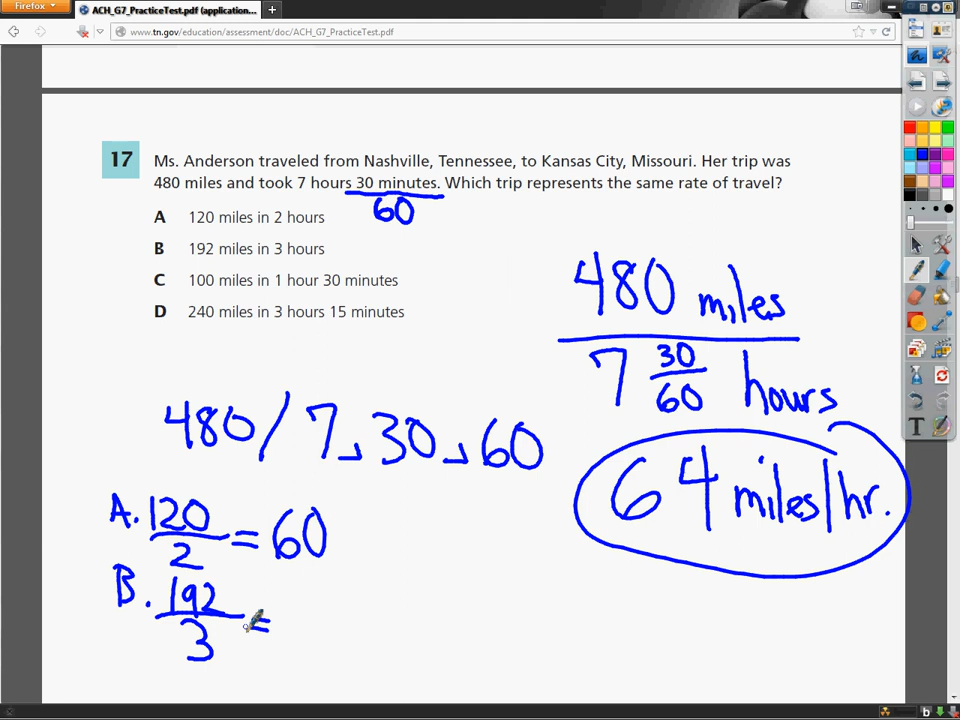 Firefox
ACH_G7_PracticeTest.pdf (application...
www.tn.gov/education/assessment/doc/ACH_G7_PracticeTest.pdf
17 Ms. Anderson traveled from Nashville, Tennessee, to Kansas City, Missouri. Her trip was
480 miles and took 7 hours 30 minutes. Which trip represents the same rate of travel?
60
A 120 miles in 2 hours
B 192 miles in 3 hours
C 100 miles in 1 hour 30 minutes
D 240 miles in 3 hours 15 minutes
480 miles
7 30/60 hours
480 / 7 ⌟ 30 ⌟ 60
64 miles/hr.
A. 120/2 = 60
B. 192/3 =